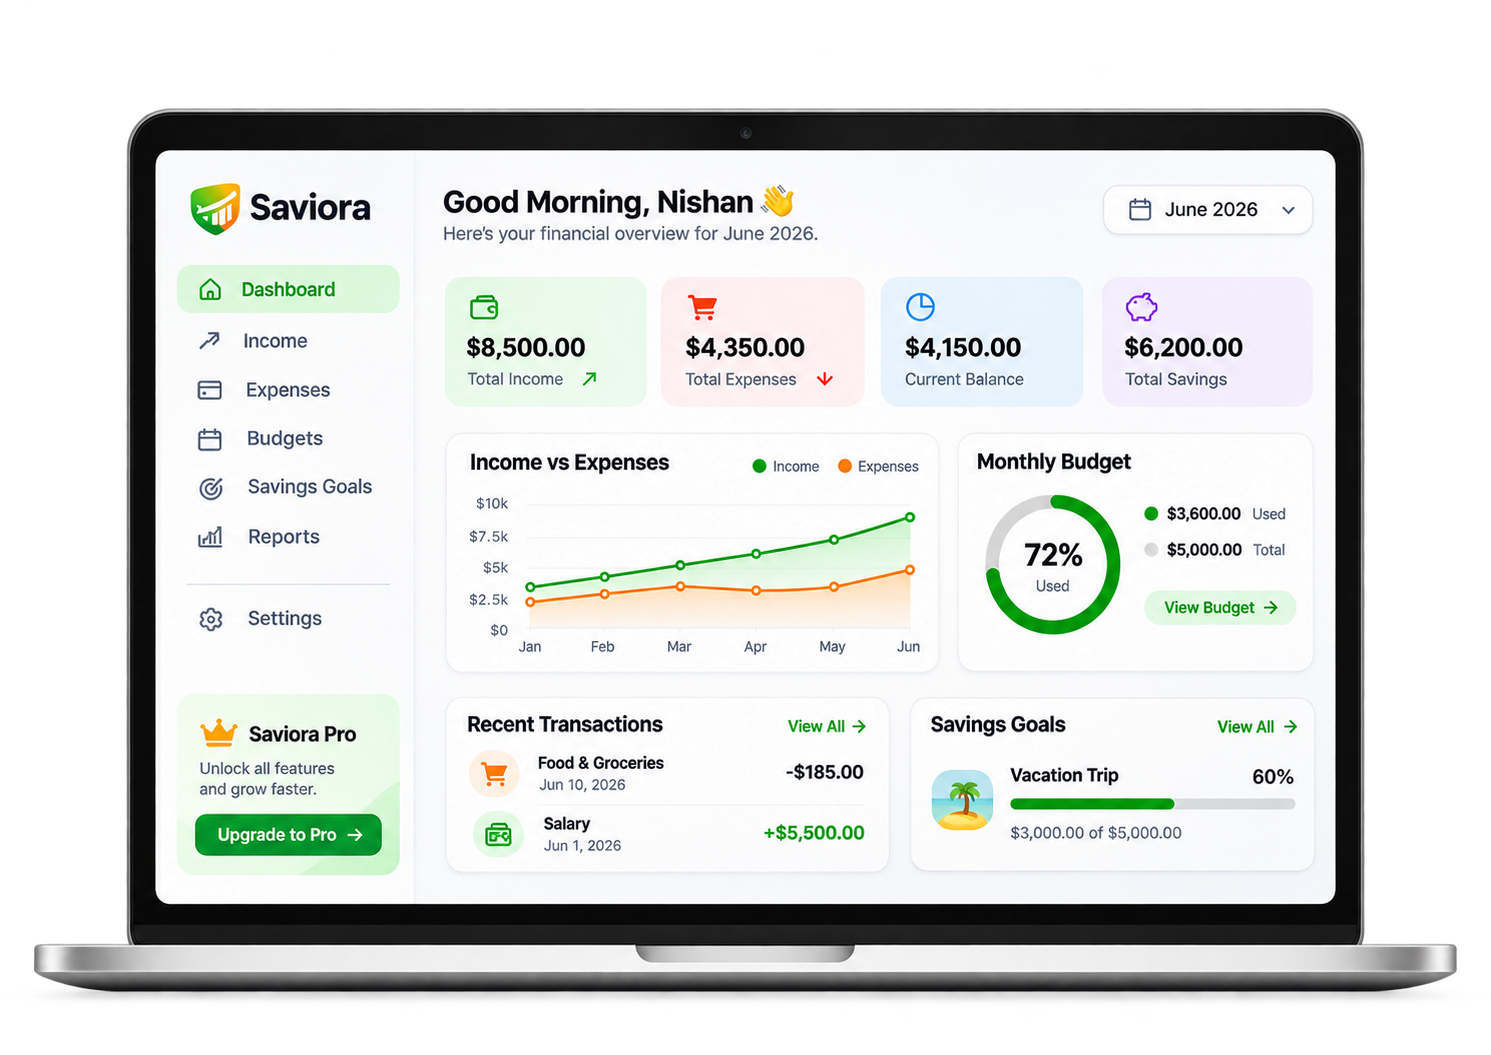 Saviora
Dashboard
Income
Expenses
Budgets
Savings Goals
Reports
Settings
Saviora Pro
Unlock all features
and grow faster.
Upgrade to Pro →
Good Morning, Nishan 👋
Here's your financial overview for June 2026.
June 2026
$8,500.00
Total Income
$4,350.00
Total Expenses
$4,150.00
Current Balance
$6,200.00
Total Savings
Income vs Expenses
Income
Expenses
$10k
$7.5k
$5k
$2.5k
$0
Jan Feb Mar Apr May Jun
Monthly Budget
72%
Used
$3,600.00 Used
$5,000.00 Total
View Budget →
Recent Transactions
View All →
Food & Groceries
Jun 10, 2026
-$185.00
Salary
Jun 1, 2026
+$5,500.00
Savings Goals
View All →
Vacation Trip
60%
$3,000.00 of $5,000.00